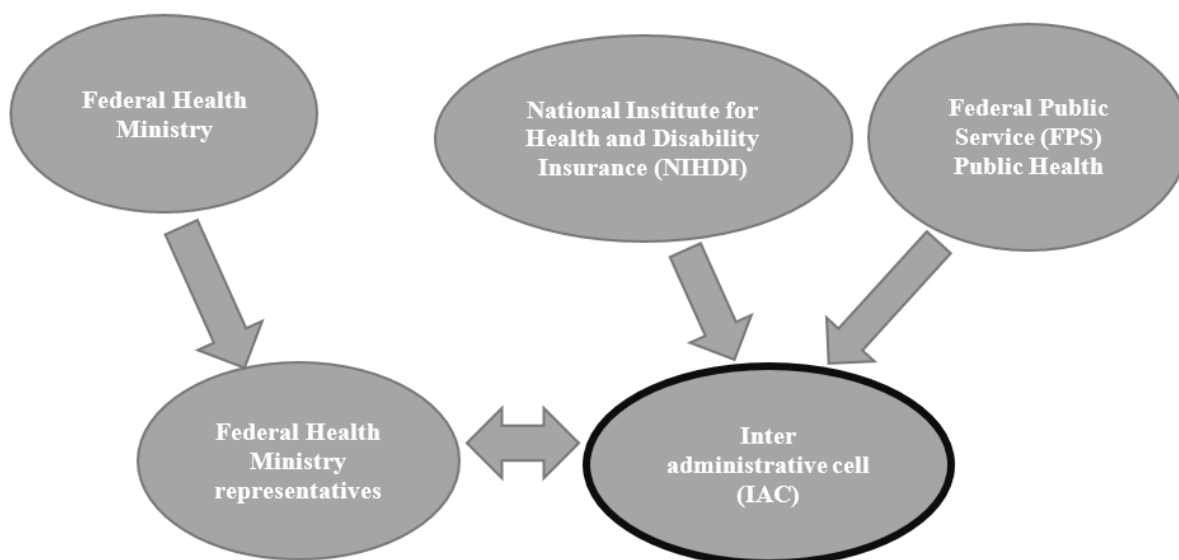 Federal Health
Ministry
National Institute for
Health and Disability
Insurance (NIHDI)
Federal Public
Service (FPS)
Public Health
Federal Health
Ministry
representatives
Inter
administrative cell
(IAC)